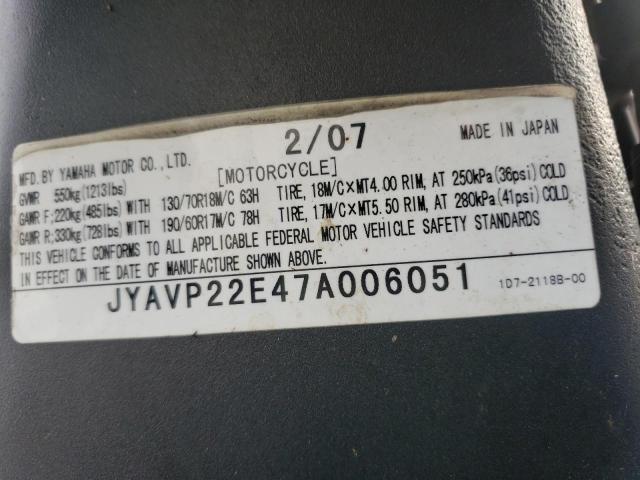 2/07
MADE IN JAPAN
MFD. BY YAMAHA MOTOR CO., LTD.
[MOTORCYCLE]
GVWR 550kg(1213lbs)
GAWR F;220kg(485lbs) WITH 130/70R18M/C 63H TIRE, 18M/C×MT4.00 RIM, AT 250kPa(36psi)COLD
GAWR R;330kg(728lbs) WITH 190/60R17M/C 78H TIRE, 17M/C×MT5.50 RIM, AT 280kPa(41psi)COLD
THIS VEHICLE CONFORMS TO ALL APPLICABLE FEDERAL MOTOR VEHICLE SAFETY STANDARDS
IN EFFECT ON THE DATE OF MANUFACTURE SHOWN ABOVE.
JYAVP22E47A006051
1D7-2118B-00